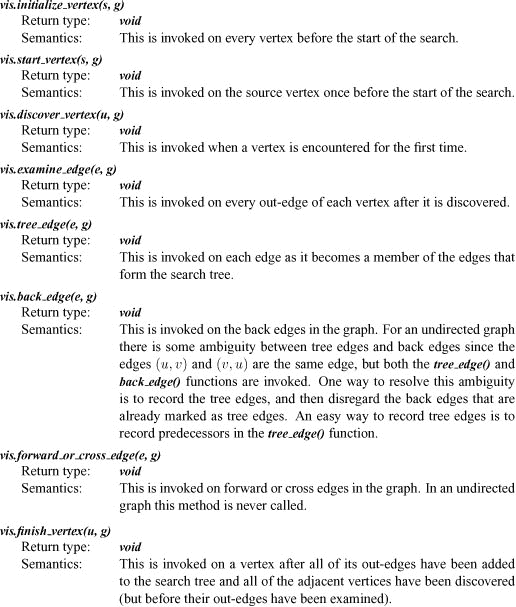 vis.initialize_vertex(s, g)
Return type: void
Semantics: This is invoked on every vertex before the start of the search.
vis.start_vertex(s, g)
Return type: void
Semantics: This is invoked on the source vertex once before the start of the search.
vis.discover_vertex(u, g)
Return type: void
Semantics: This is invoked when a vertex is encountered for the first time.
vis.examine_edge(e, g)
Return type: void
Semantics: This is invoked on every out-edge of each vertex after it is discovered.
vis.tree_edge(e, g)
Return type: void
Semantics: This is invoked on each edge as it becomes a member of the edges that
form the search tree.
vis.back_edge(e, g)
Return type: void
Semantics: This is invoked on the back edges in the graph. For an undirected graph
there is some ambiguity between tree edges and back edges since the
edges (u, v) and (v, u) are the same edge, but both the tree_edge() and
back_edge() functions are invoked. One way to resolve this ambiguity
is to record the tree edges, and then disregard the back edges that are
already marked as tree edges. An easy way to record tree edges is to
record predecessors in the tree_edge() function.
vis.forward_or_cross_edge(e, g)
Return type: void
Semantics: This is invoked on forward or cross edges in the graph. In an undirected
graph this method is never called.
vis.finish_vertex(u, g)
Return type: void
Semantics: This is invoked on a vertex after all of its out-edges have been added
to the search tree and all of the adjacent vertices have been discovered
(but before their out-edges have been examined).